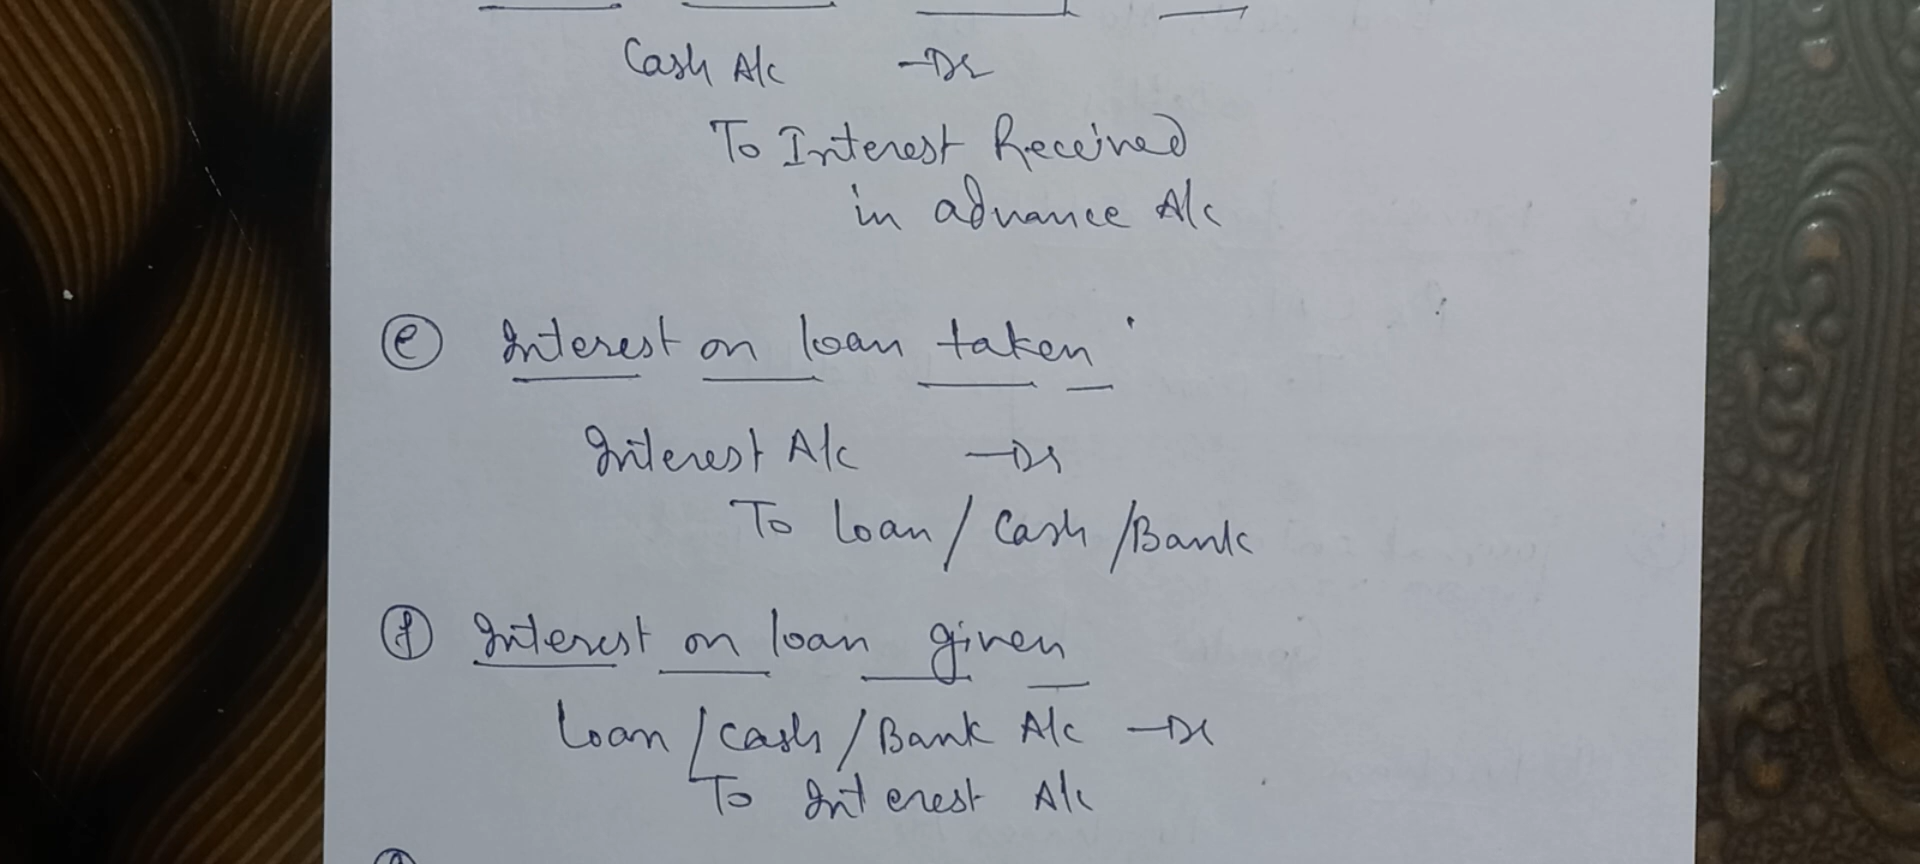 Cash A/c -Dr
To Interest Received
in advance A/c
(e) Interest on loan taken
Interest A/c -Dr
To Loan / Cash / Bank
(f) Interest on loan given
Loan / Cash / Bank A/c -Dr
To Interest A/c